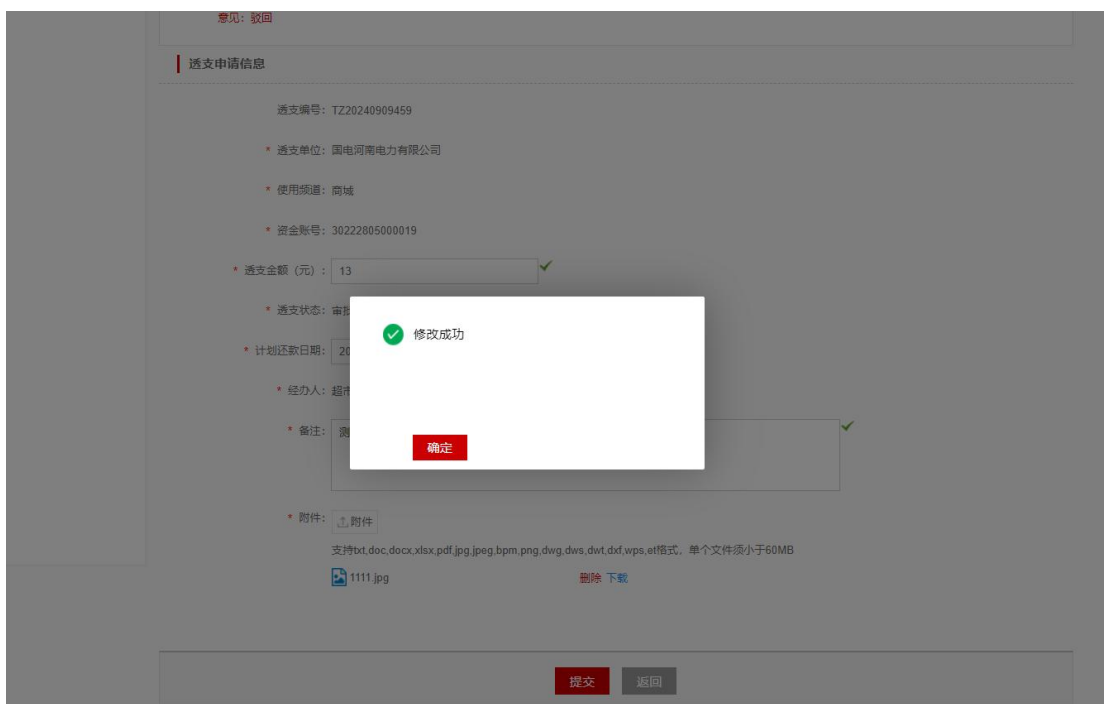 意见：驳回
透支申请信息
透支编号：TZ20240909459
* 透支单位：国电河南电力有限公司
* 使用频道：商城
* 资金账号：30222805000019
* 透支金额（元）：13
* 透支状态：审批
修改成功
* 计划还款日期：20
* 经办人：超市
* 备注：测
确定
* 附件：附件
支持txt,doc,docx,xlsx,pdf,jpg,jpeg,bpm,png,dwg,dws,dwt,dxf,wps,et格式，单个文件须小于60MB
1111.jpg 删除 下载
提交 返回